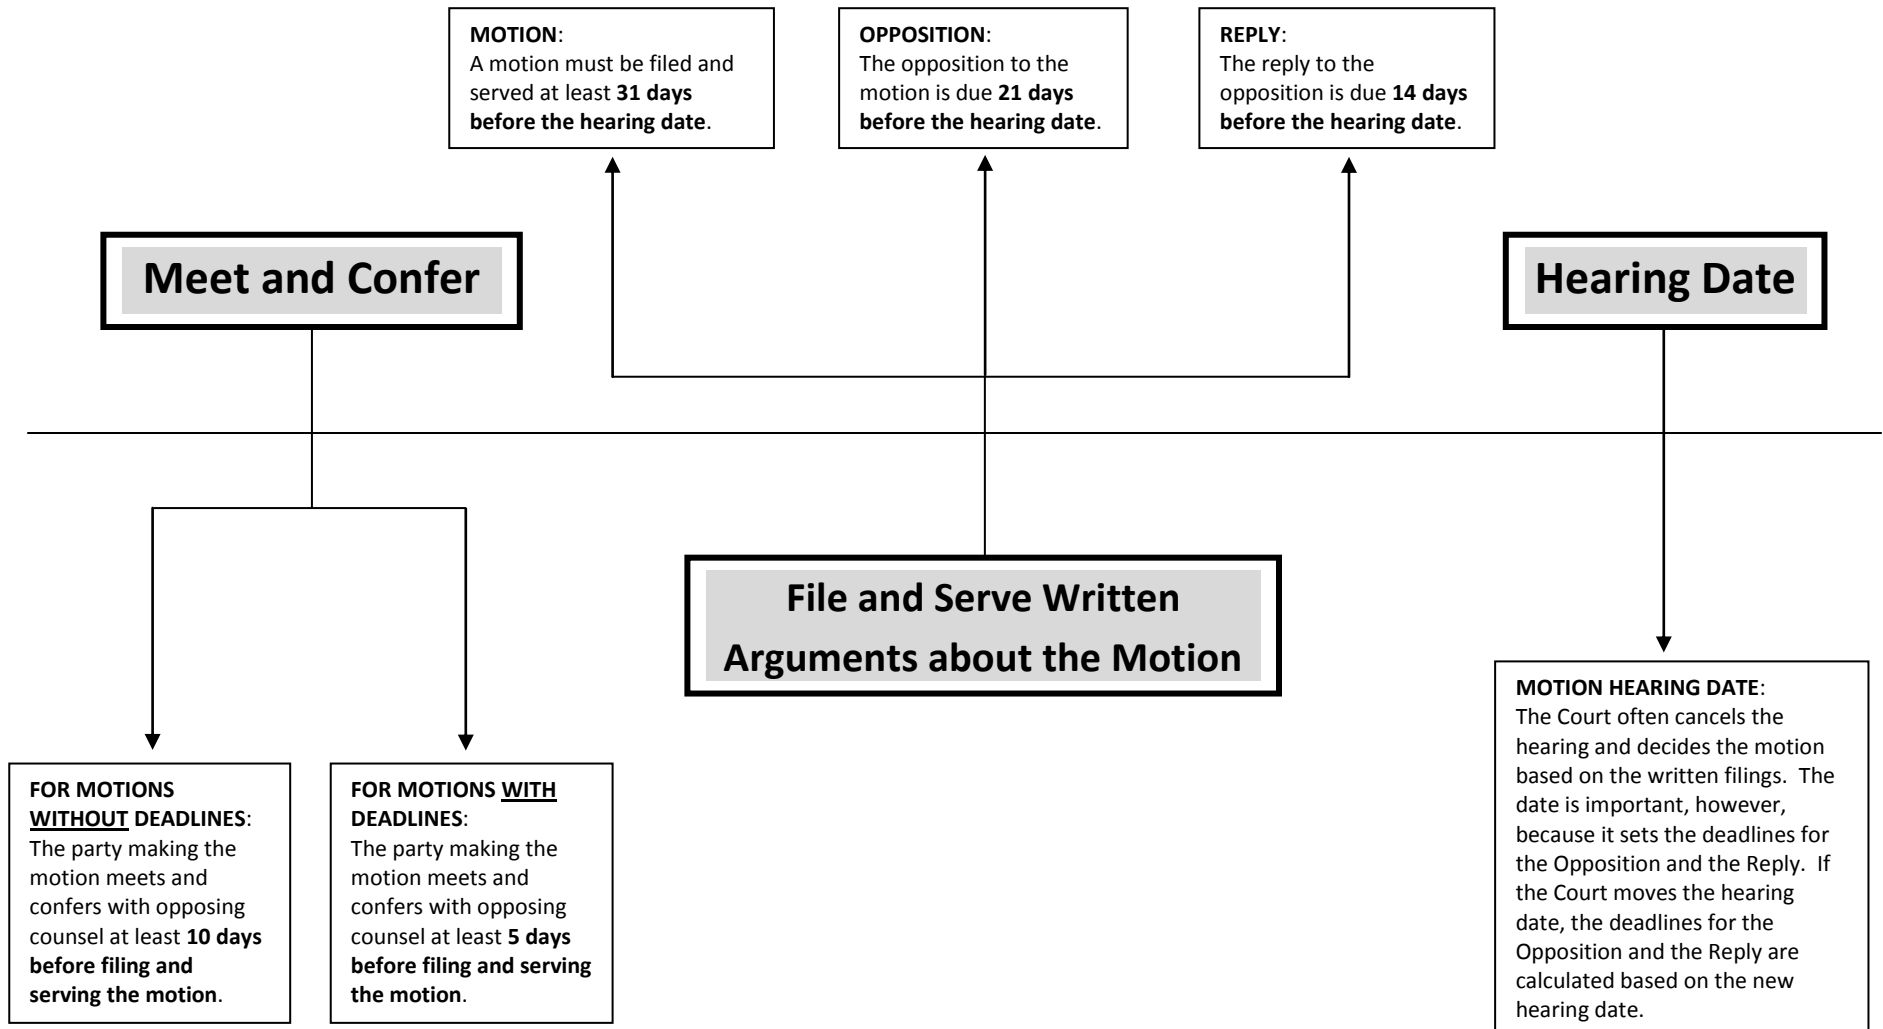 MOTION:
A motion must be filed and
served at least 31 days
before the hearing date.
OPPOSITION:
The opposition to the
motion is due 21 days
before the hearing date.
REPLY:
The reply to the
opposition is due 14 days
before the hearing date.
Meet and Confer
Hearing Date
File and Serve Written
Arguments about the Motion
FOR MOTIONS
WITHOUT DEADLINES:
The party making the
motion meets and
confers with opposing
counsel at least 10 days
before filing and
serving the motion.
FOR MOTIONS WITH
DEADLINES:
The party making the
motion meets and
confers with opposing
counsel at least 5 days
before filing and serving
the motion.
MOTION HEARING DATE:
The Court often cancels the
hearing and decides the motion
based on the written filings.  The
date is important, however,
because it sets the deadlines for
the Opposition and the Reply.  If
the Court moves the hearing
date, the deadlines for the
Opposition and the Reply are
calculated based on the new
hearing date.